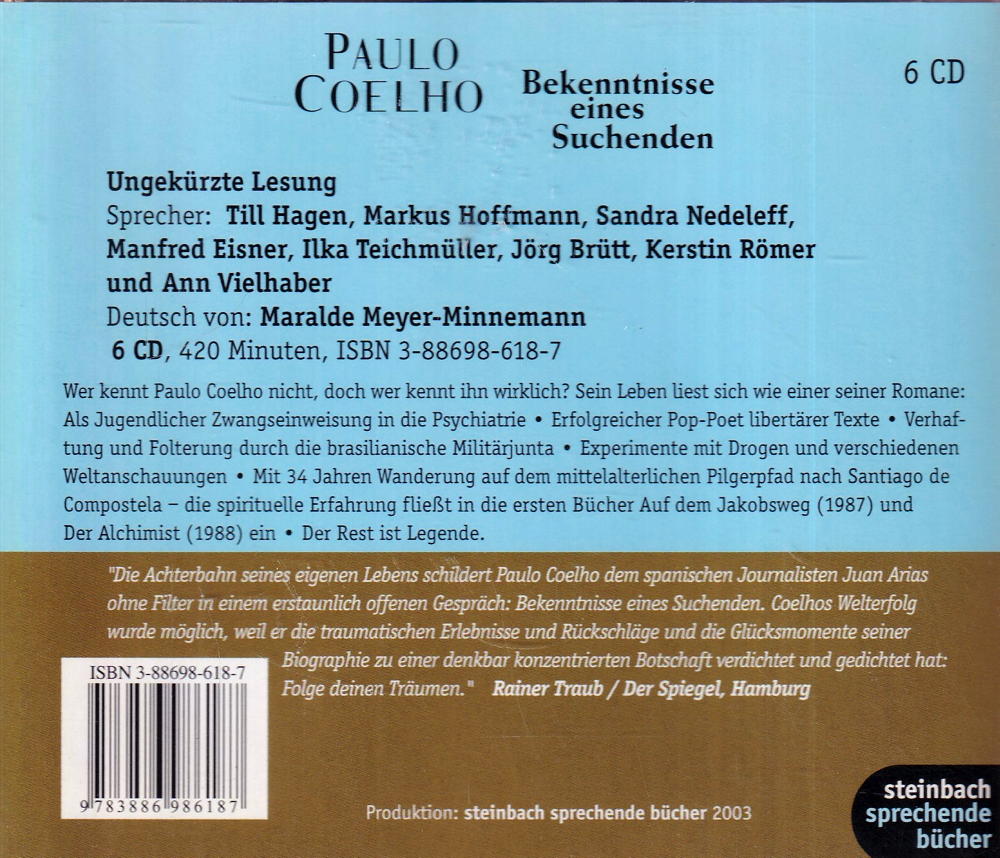 PAULO
COELHO
Bekenntnisse
eines
Suchenden
6 CD
Ungekürzte Lesung
Sprecher: Till Hagen, Markus Hoffmann, Sandra Nedeleff,
Manfred Eisner, Ilka Teichmüller, Jörg Brütt, Kerstin Römer
und Ann Vielhaber
Deutsch von: Maralde Meyer-Minnemann
6 CD, 420 Minuten, ISBN 3-88698-618-7
Wer kennt Paulo Coelho nicht, doch wer kennt ihn wirklich? Sein Leben liest sich wie einer seiner Romane:
Als Jugendlicher Zwangseinweisung in die Psychiatrie • Erfolgreicher Pop-Poet libertärer Texte • Verhaf-
tung und Folterung durch die brasilianische Militärjunta • Experimente mit Drogen und verschiedenen
Weltanschauungen • Mit 34 Jahren Wanderung auf dem mittelalterlichen Pilgerpfad nach Santiago de
Compostela – die spirituelle Erfahrung fließt in die ersten Bücher Auf dem Jakobsweg (1987) und
Der Alchimist (1988) ein • Der Rest ist Legende.
"Die Achterbahn seines eigenen Lebens schildert Paulo Coelho dem spanischen Journalisten Juan Arias
ohne Filter in einem erstaunlich offenen Gespräch: Bekenntnisse eines Suchenden. Coelhos Welterfolg
wurde möglich, weil er die traumatischen Erlebnisse und Rückschläge und die Glücksmomente seiner
Biographie zu einer denkbar konzentrierten Botschaft verdichtet und gedichtet hat:
Folge deinen Träumen." Rainer Traub / Der Spiegel, Hamburg
ISBN 3-88698-618-7
9 783886 986187
Produktion: steinbach sprechende bücher 2003
steinbach
sprechende
bücher